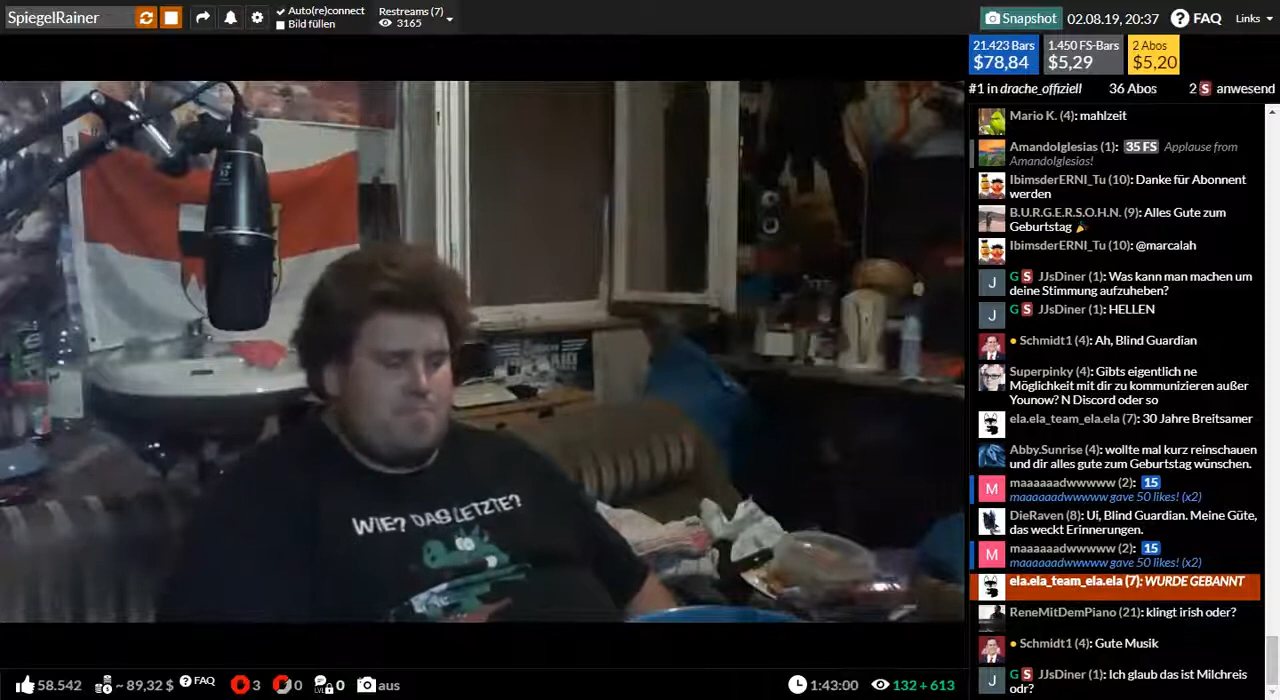 SpiegelRainer
Auto(re)connect
Bild füllen
Restreams (7)
3165
Snapshot
02.08.19, 20:37
FAQ
Links
21.423 Bars
$78,84
1.450 FS-Bars
$5,29
2 Abos
$5,20
#1 in drache_offiziell
36 Abos
2 S anwesend
Mario K. (4): mahlzeit
AmandoIglesias (1): 35 FS Applause from
AmandoIglesias!
IbimsderERNI_Tu (10): Danke für Abonnent
werden
B.U.R.G.E.R.S.O.H.N. (9): Alles Gute zum
Geburtstag 🎉
IbimsderERNI_Tu (10): @marcalah
J
G S JJsDiner (1): Was kann man machen um
deine Stimmung aufzuheben?
J
G S JJsDiner (1): HELLEN
Schmidt1 (4): Ah, Blind Guardian
Superpinky (4): Gibts eigentlich ne
Möglichkeit mit dir zu kommunizieren außer
Younow? N Discord oder so
ela.ela_team_ela.ela (7): 30 Jahre Breitsamer
Abby.Sunrise (4): wollte mal kurz reinschauen
und dir alles gute zum Geburtstag wünschen.
M
maaaaaadwwwww (2): 15
maaaaaadwwwww gave 50 likes! (x2)
DieRaven (8): Ui, Blind Guardian. Meine Güte,
das weckt Erinnerungen.
M
maaaaaadwwwww (2): 15
maaaaaadwwwww gave 50 likes! (x2)
ela.ela_team_ela.ela (7): WURDE GEBANNT
ReneMitDemPiano (21): klingt irish oder?
Schmidt1 (4): Gute Musik
J
G S JJsDiner (1): Ich glaub das ist Milchreis
odr?
WIE? DAS LETZTE?
58.542
~ 89,32 $
FAQ
3
0
LVL
0
aus
1:43:00
132 + 613